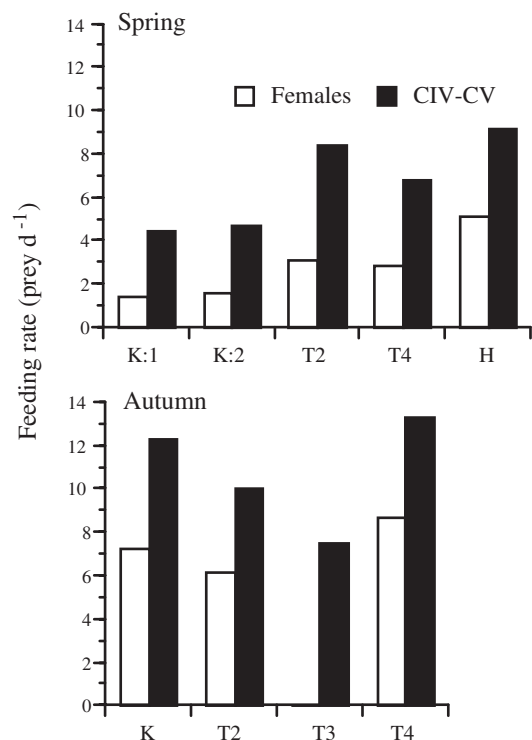 Spring
14
12
10
8
6
4
2
0
Females CIV-CV
K:1 K:2 T2 T4 H
Feeding rate (prey d -1)
Autumn
14
12
10
8
6
4
2
0
K T2 T3 T4